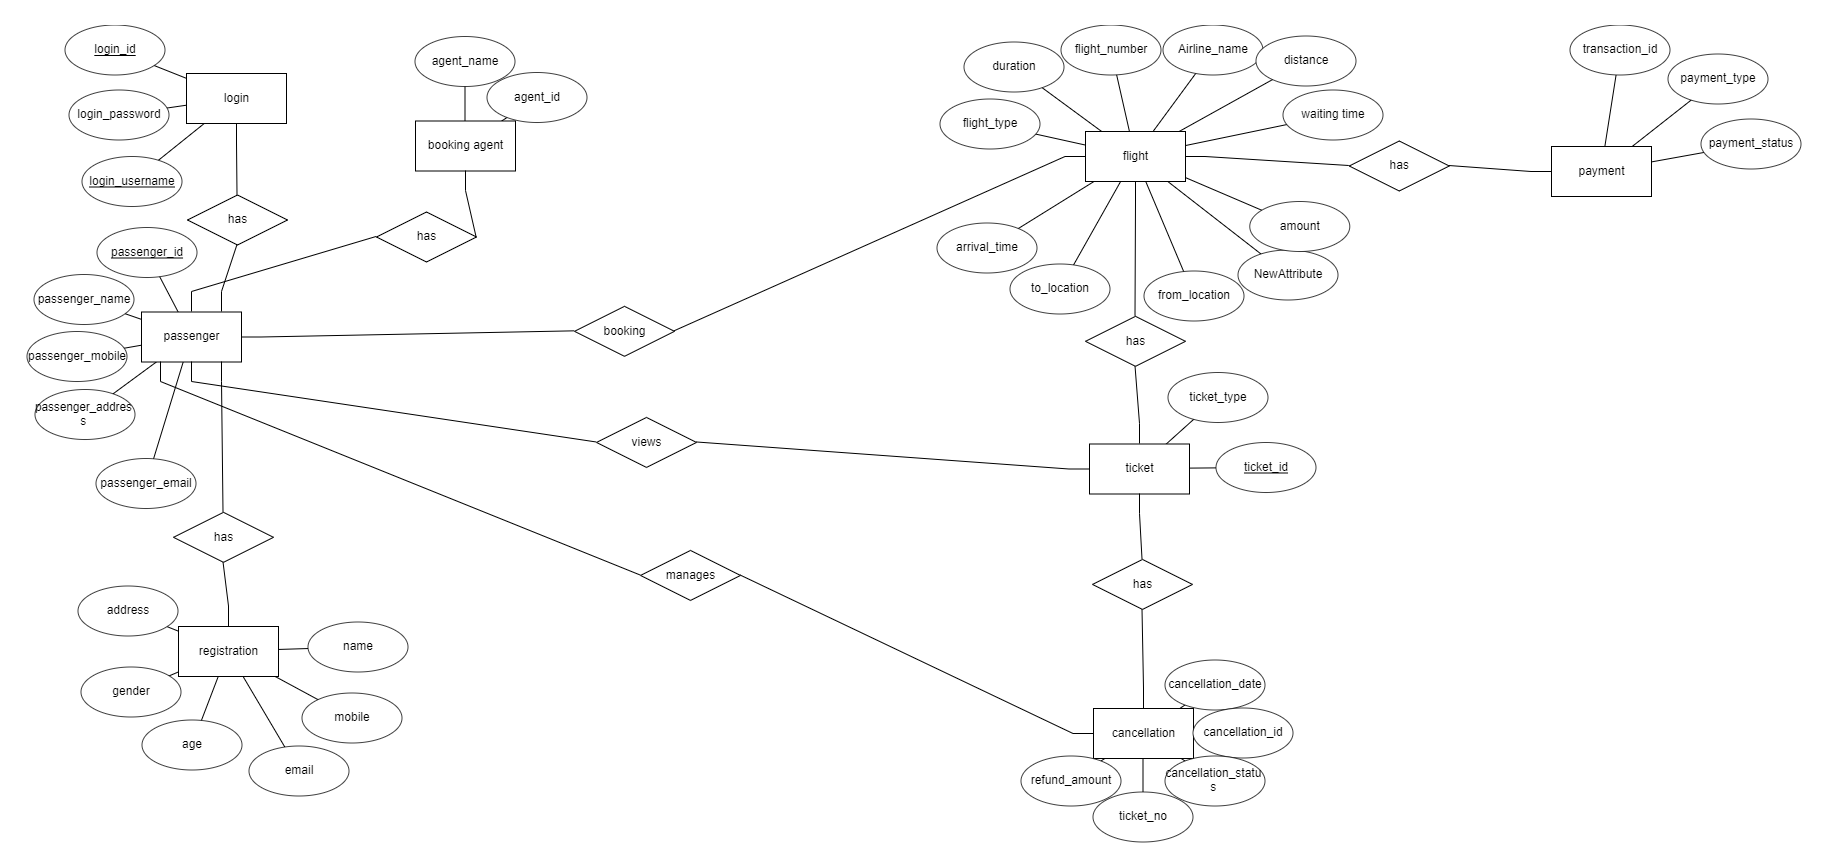 login_id
login
login_password
login_username
has
agent_name
agent_id
booking agent
has
duration
flight_number
Airline_name
distance
flight_type
waiting time
flight
arrival_time
to_location
from_location
NewAttribute
amount
has
transaction_id
payment_type
payment_status
payment
passenger_id
passenger_name
passenger
passenger_mobile
passenger_addres
s
passenger_email
booking
has
views
ticket_type
ticket
ticket_id
has
manages
has
address
registration
name
gender
mobile
age
email
cancellation_date
cancellation
cancellation_id
refund_amount
cancellation_statu
s
ticket_no